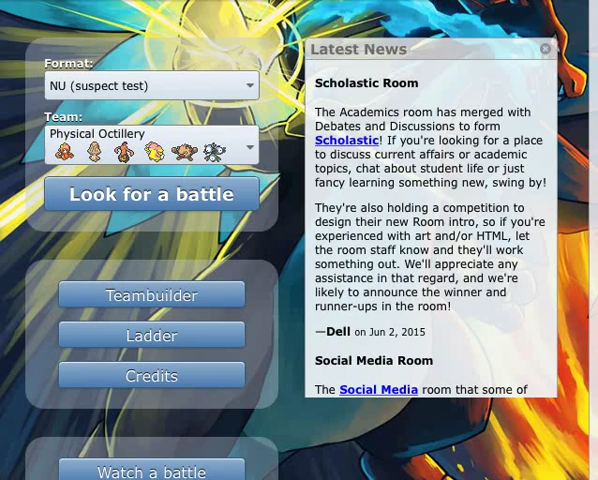 Format:
NU (suspect test)
Team:
Physical Octillery
Look for a battle
Teambuilder
Ladder
Credits
Watch a battle
Latest News
Scholastic Room
The Academics room has merged with
Debates and Discussions to form
Scholastic! If you're looking for a place
to discuss current affairs or academic
topics, chat about student life or just
fancy learning something new, swing by!
They're also holding a competition to
design their new Room intro, so if you're
experienced with art and/or HTML, let
the room staff know and they'll work
something out. We'll appreciate any
assistance in that regard, and we're
likely to announce the winner and
runner-ups in the room!
—Dell on Jun 2, 2015
Social Media Room
The Social Media room that some of